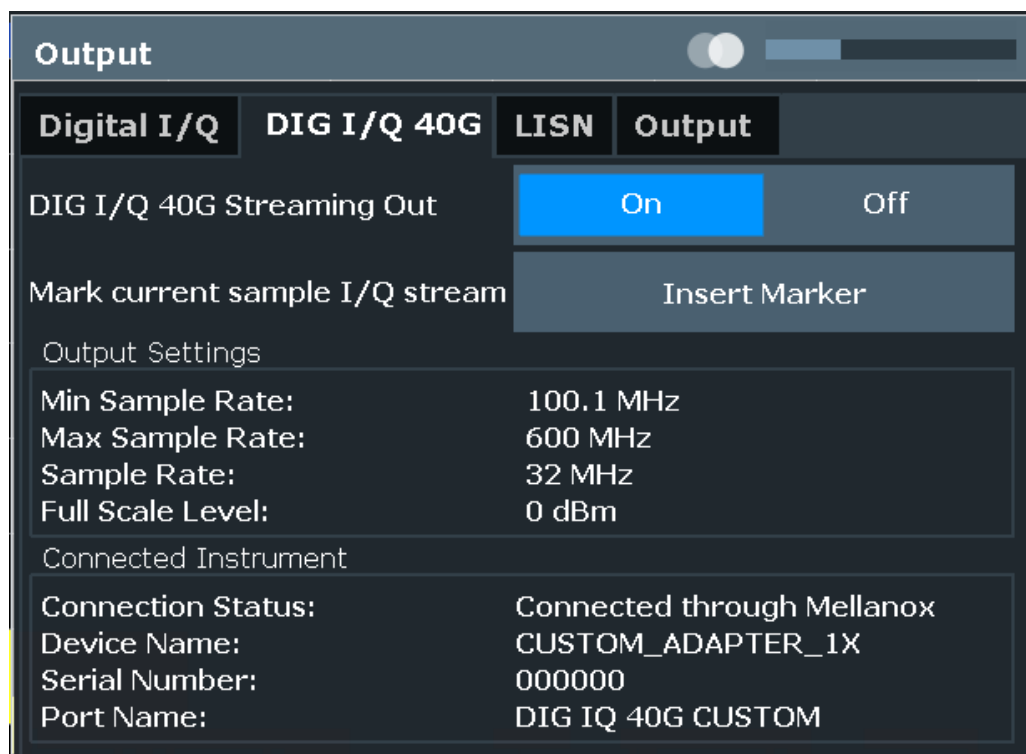 Output
Digital I/Q DIG I/Q 40G LISN Output
DIG I/Q 40G Streaming Out On Off
Mark current sample I/Q stream Insert Marker
Output Settings
Min Sample Rate: 100.1 MHz
Max Sample Rate: 600 MHz
Sample Rate: 32 MHz
Full Scale Level: 0 dBm
Connected Instrument
Connection Status: Connected through Mellanox
Device Name: CUSTOM_ADAPTER_1X
Serial Number: 000000
Port Name: DIG IQ 40G CUSTOM